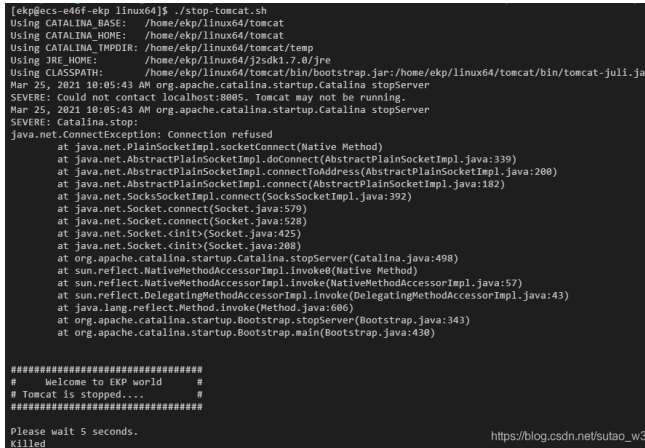 [ekp@ecs-e46f-ekp linux64]$ ./stop-tomcat.sh
Using CATALINA_BASE:   /home/ekp/linux64/tomcat
Using CATALINA_HOME:   /home/ekp/linux64/tomcat
Using CATALINA_TMPDIR: /home/ekp/linux64/tomcat/temp
Using JRE_HOME:        /home/ekp/linux64/j2sdk1.7.0/jre
Using CLASSPATH:       /home/ekp/linux64/tomcat/bin/bootstrap.jar:/home/ekp/linux64/tomcat/bin/tomcat-juli.ja
Mar 25, 2021 10:05:43 AM org.apache.catalina.startup.Catalina stopServer
SEVERE: Could not contact localhost:8005. Tomcat may not be running.
Mar 25, 2021 10:05:43 AM org.apache.catalina.startup.Catalina stopServer
SEVERE: Catalina.stop:
java.net.ConnectException: Connection refused
        at java.net.PlainSocketImpl.socketConnect(Native Method)
        at java.net.AbstractPlainSocketImpl.doConnect(AbstractPlainSocketImpl.java:339)
        at java.net.AbstractPlainSocketImpl.connectToAddress(AbstractPlainSocketImpl.java:200)
        at java.net.AbstractPlainSocketImpl.connect(AbstractPlainSocketImpl.java:182)
        at java.net.SocksSocketImpl.connect(SocksSocketImpl.java:392)
        at java.net.Socket.connect(Socket.java:579)
        at java.net.Socket.connect(Socket.java:528)
        at java.net.Socket.<init>(Socket.java:425)
        at java.net.Socket.<init>(Socket.java:208)
        at org.apache.catalina.startup.Catalina.stopServer(Catalina.java:498)
        at sun.reflect.NativeMethodAccessorImpl.invoke0(Native Method)
        at sun.reflect.NativeMethodAccessorImpl.invoke(NativeMethodAccessorImpl.java:57)
        at sun.reflect.DelegatingMethodAccessorImpl.invoke(DelegatingMethodAccessorImpl.java:43)
        at java.lang.reflect.Method.invoke(Method.java:606)
        at org.apache.catalina.startup.Bootstrap.stopServer(Bootstrap.java:343)
        at org.apache.catalina.startup.Bootstrap.main(Bootstrap.java:430)
#################################
#     Welcome to EKP world      #
# Tomcat is stopped....         #
#################################
Please wait 5 seconds.
Killed
https://blog.csdn.net/sutao_w3